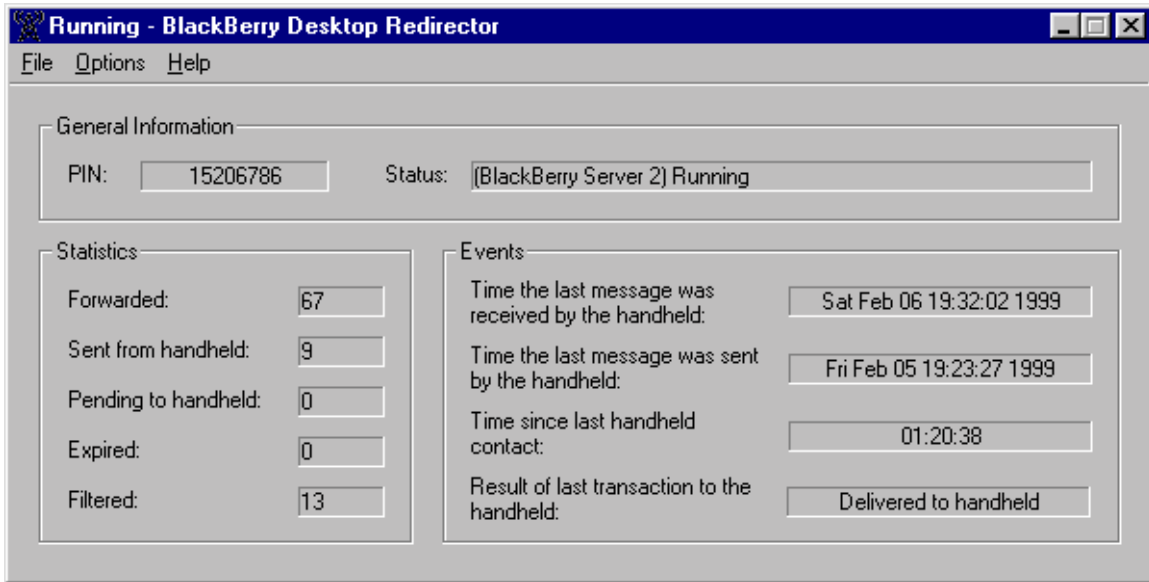 Running - BlackBerry Desktop Redirector
File Options Help
General Information
PIN: 15206786 Status: (BlackBerry Server 2) Running
Statistics
Forwarded: 67
Sent from handheld: 9
Pending to handheld: 0
Expired: 0
Filtered: 13
Events
Time the last message was
received by the handheld: Sat Feb 06 19:32:02 1999
Time the last message was sent
by the handheld: Fri Feb 05 19:23:27 1999
Time since last handheld
contact: 01:20:38
Result of last transaction to the
handheld: Delivered to handheld